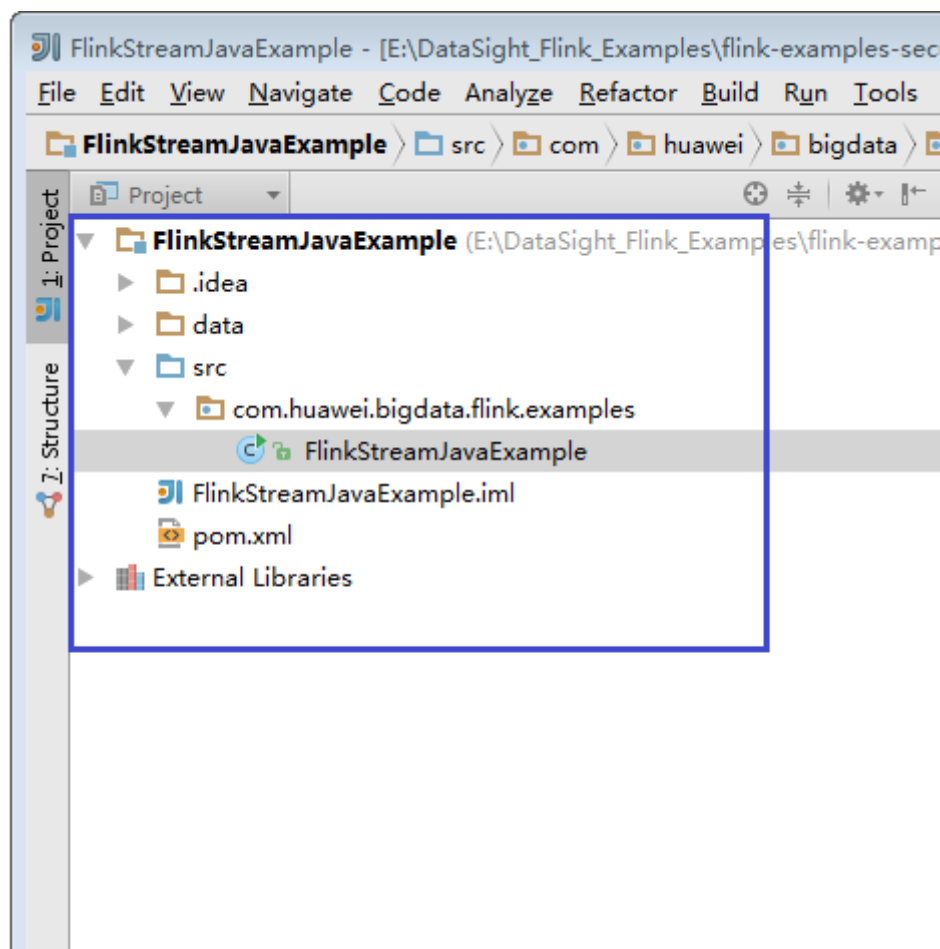 FlinkStreamJavaExample - [E:\DataSight_Flink_Examples\flink-examples-sec
File Edit View Navigate Code Analyze Refactor Build Run Tools
FlinkStreamJavaExample src com huawei bigdata
Project
1: Project
7: Structure
FlinkStreamJavaExample (E:\DataSight_Flink_Examples\flink-examp
.idea
data
src
com.huawei.bigdata.flink.examples
FlinkStreamJavaExample
FlinkStreamJavaExample.iml
pom.xml
External Libraries